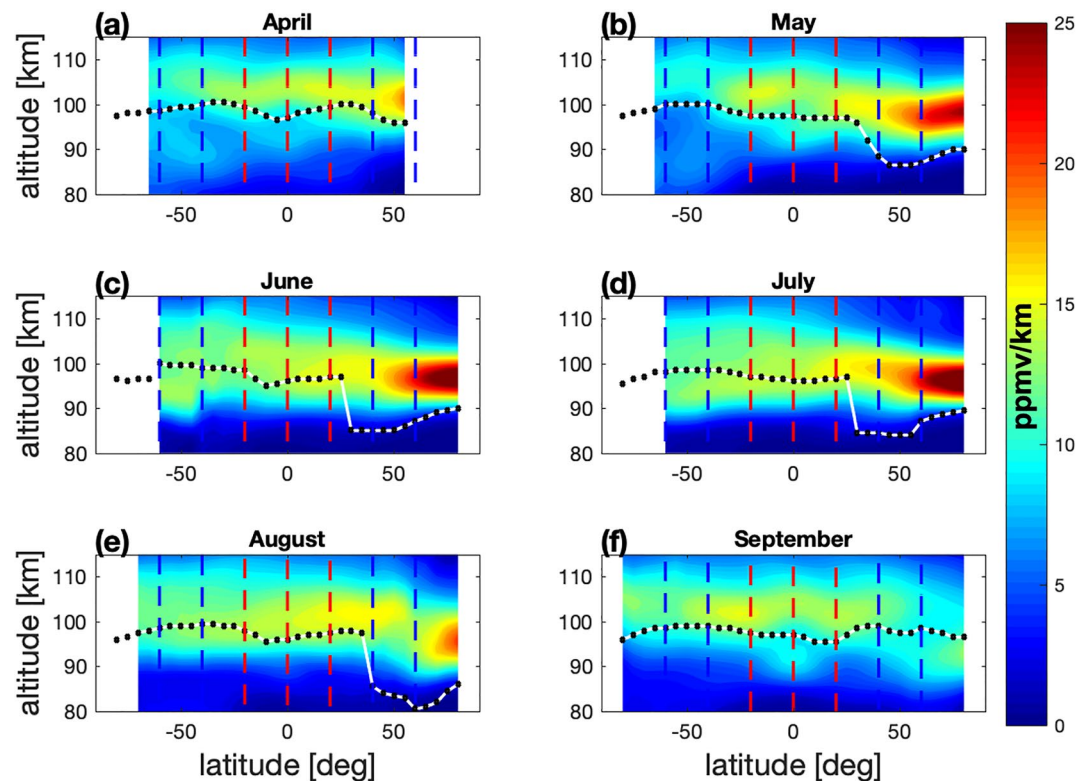 (a) April
(b) May
altitude [km]
110
100
90
80
-50 0 50
110
100
90
80
-50 0 50
(c) June
(d) July
altitude [km]
110
100
90
80
-50 0 50
110
100
90
80
-50 0 50
(e) August
(f) September
altitude [km]
110
100
90
80
-50 0 50
latitude [deg]
110
100
90
80
-50 0 50
latitude [deg]
25
20
15
10
5
0
ppmv/km